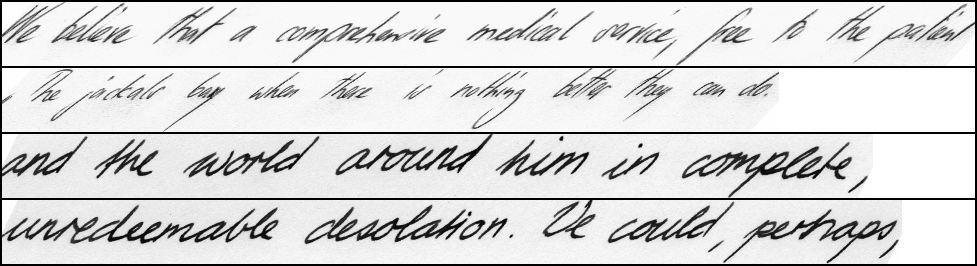 We believe that a comprehensive medical service, free to the patient
, The jackals bay when there is nothing better they can do.
and the world around him in complete,
unredeemable desolation. We could, perhaps,